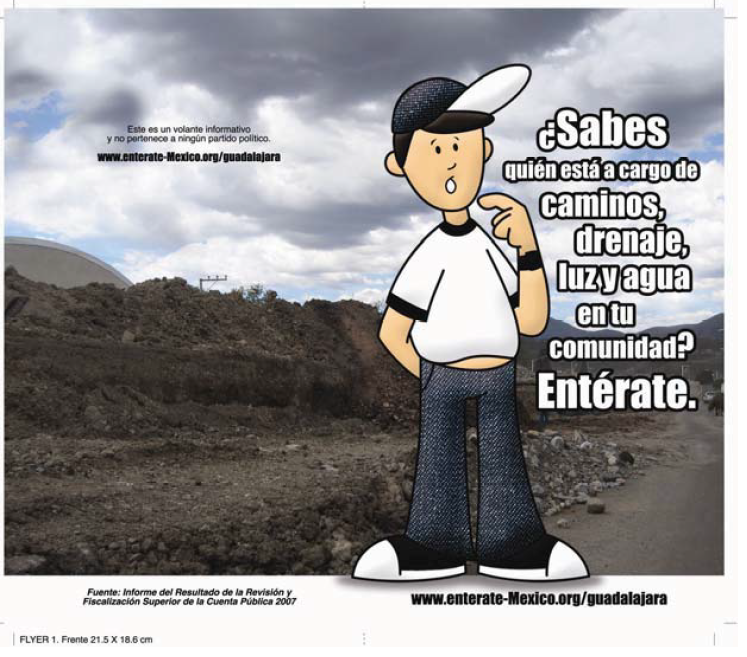 Este es un volante informativo
y no pertenece a ningún partido político.
www.enterate-Mexico.org/guadalajara
¿Sabes
quién está a cargo de
caminos,
drenaje,
luz y agua
en tu
comunidad?
Entérate.
Fuente: Informe del Resultado de la Revisión y
Fiscalización Superior de la Cuenta Pública 2007
www.enterate-Mexico.org/guadalajara
FLYER 1. Frente 21.5 X 18.6 cm